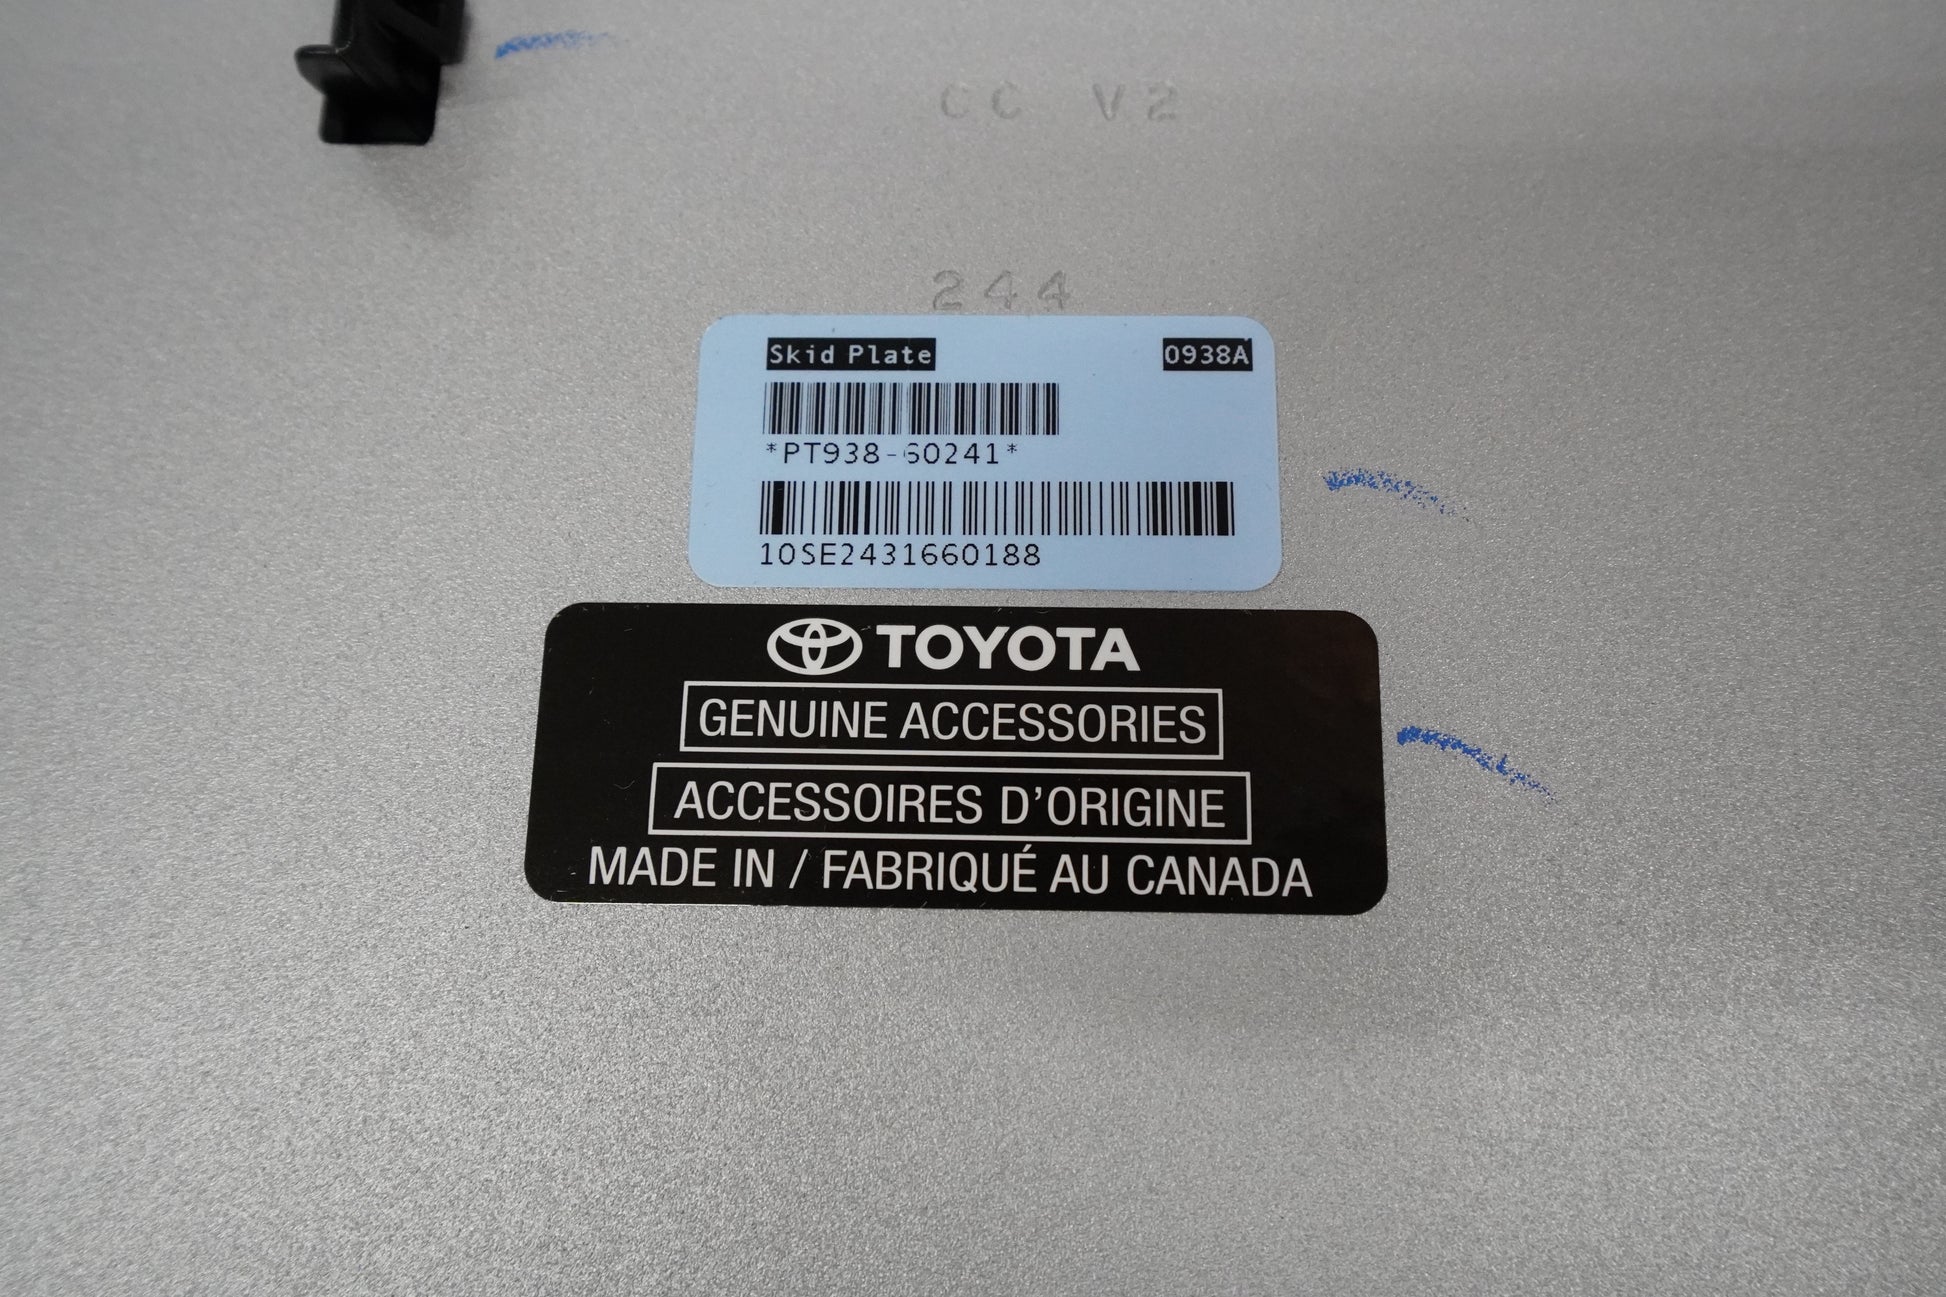 CC V2
244
Skid Plate 0938A
*PT938-60241*
10SE2431660188
TOYOTA
GENUINE ACCESSORIES
ACCESSOIRES D'ORIGINE
MADE IN / FABRIQUÉ AU CANADA